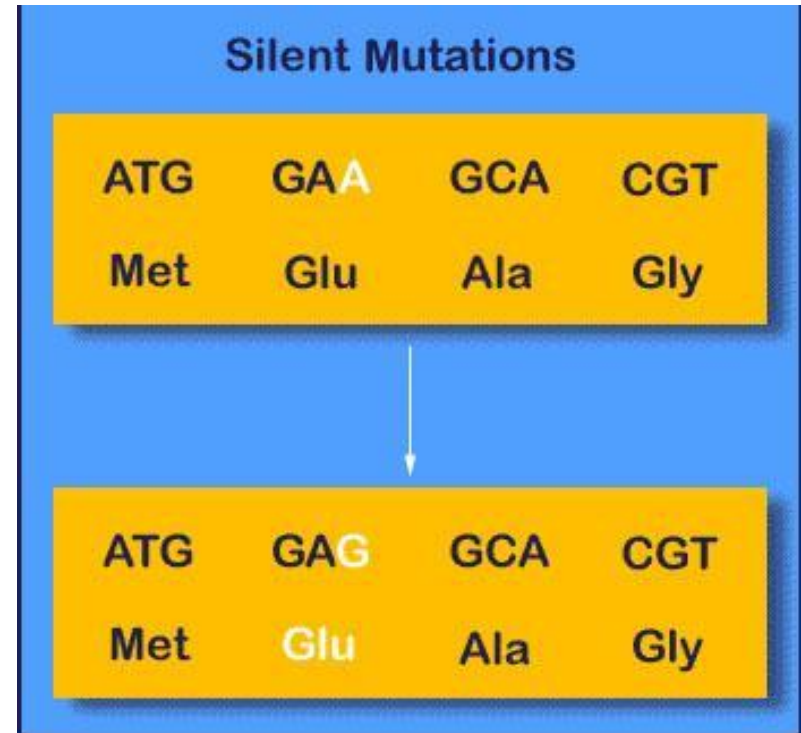 Silent Mutations
ATG GAA GCA CGT
Met Glu Ala Gly
ATG GAG GCA CGT
Met Glu Ala Gly